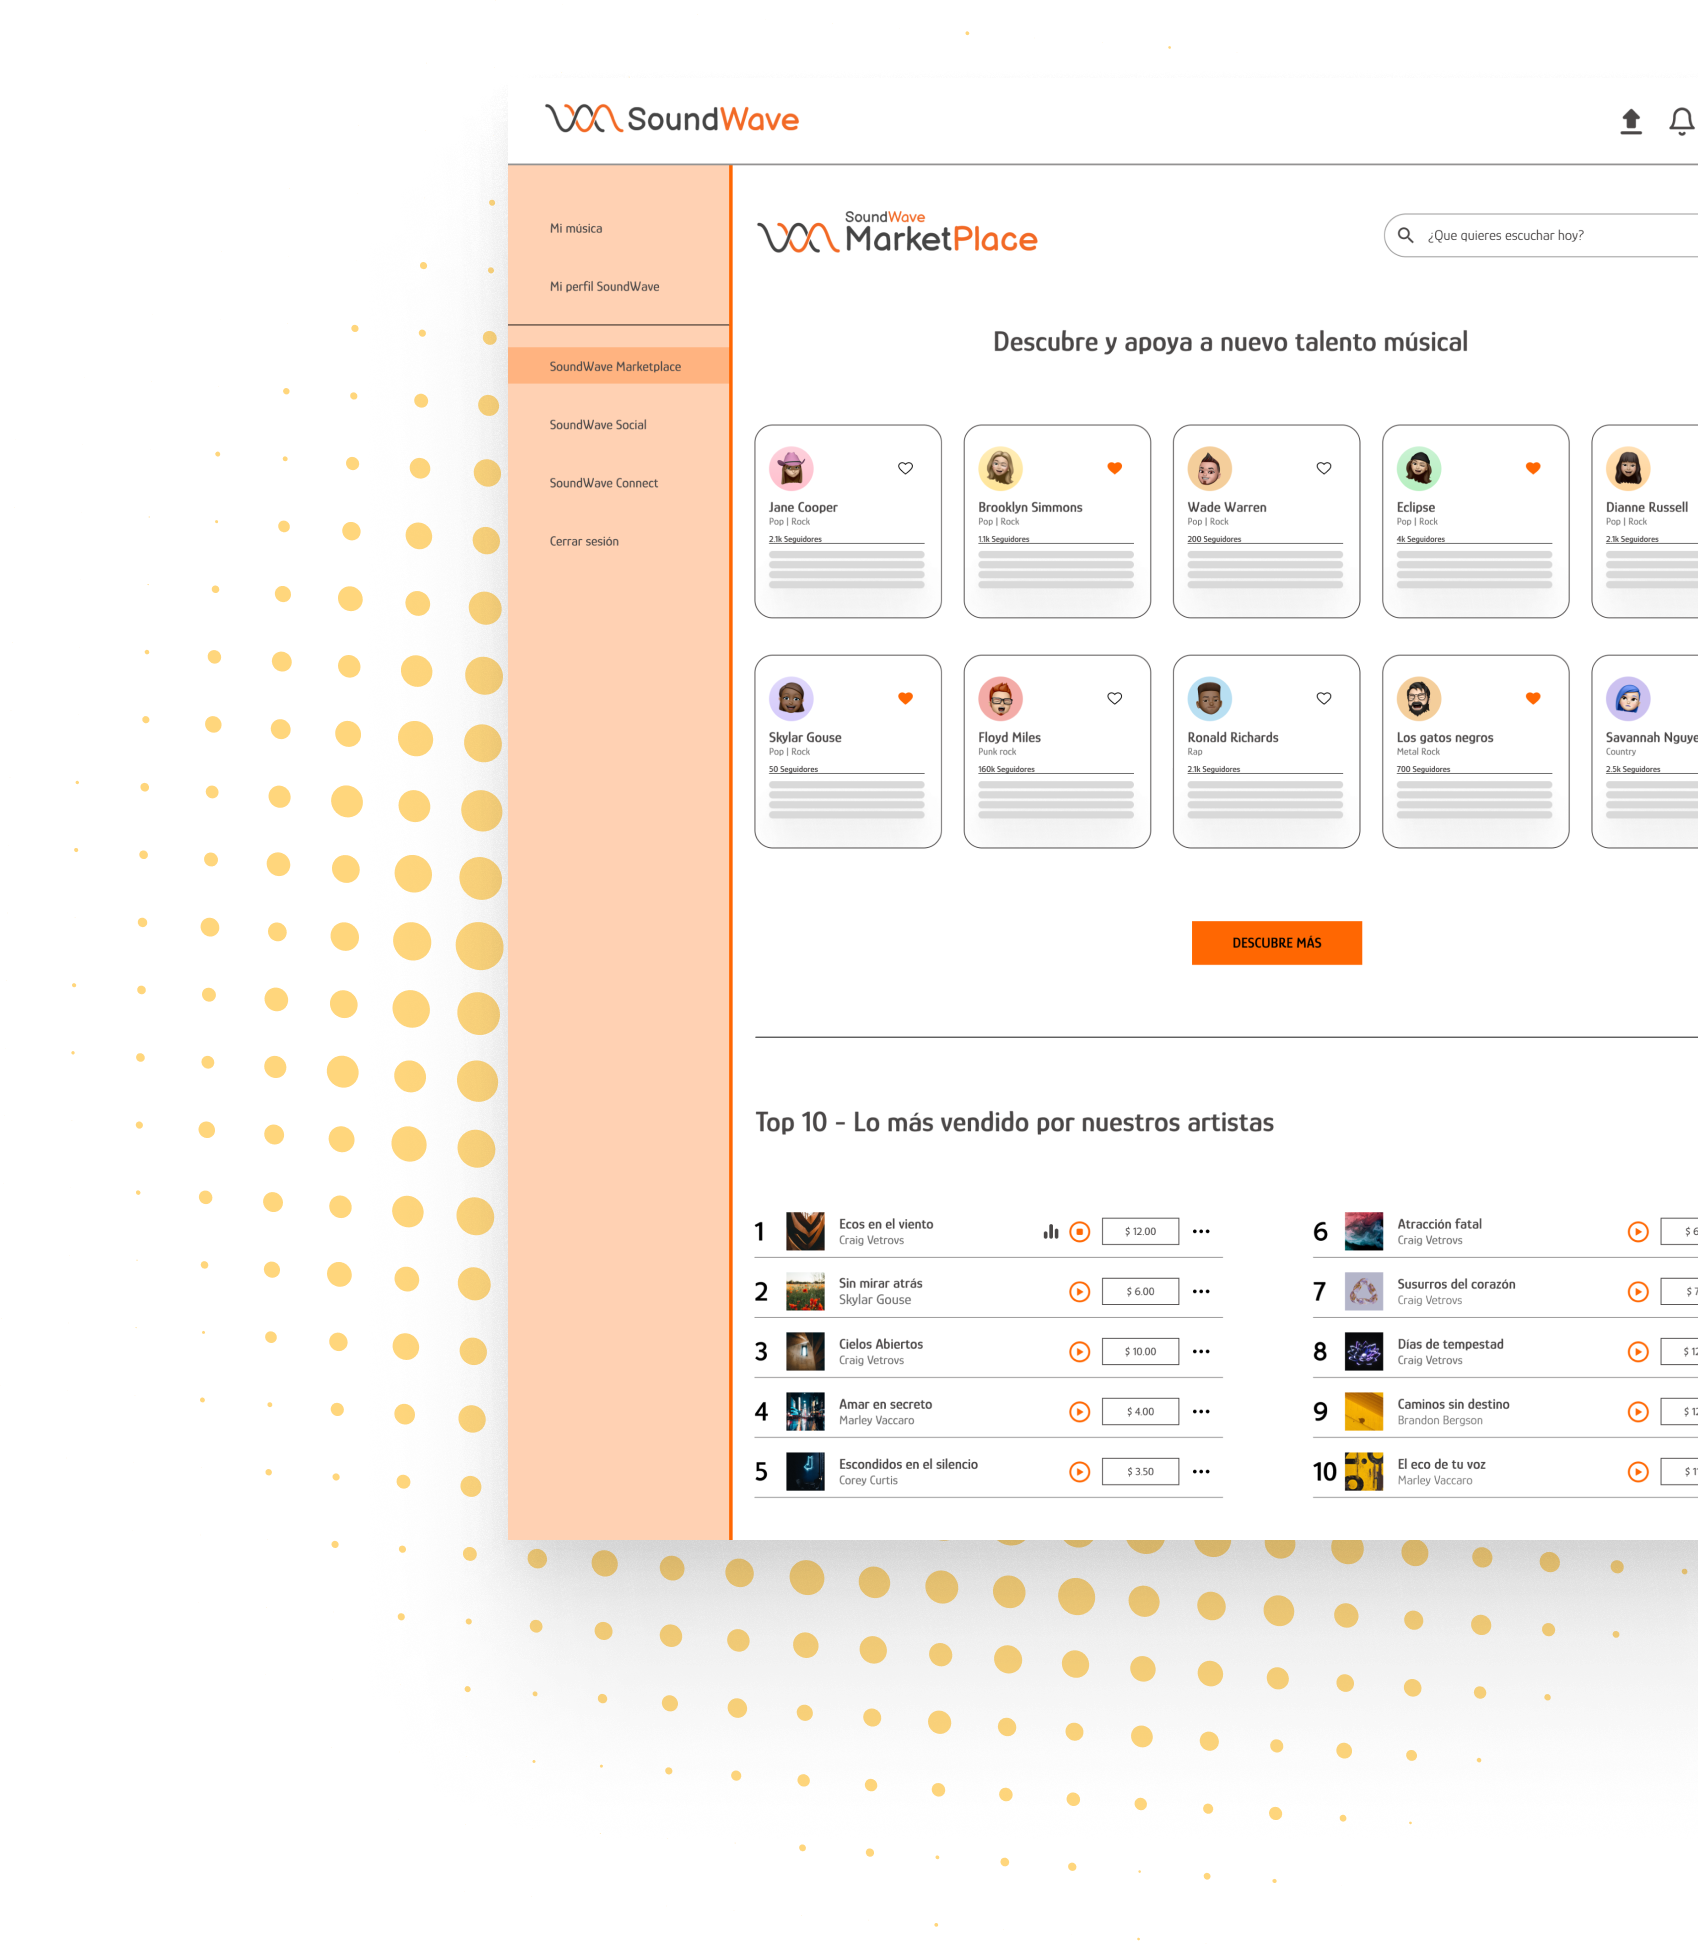 SoundWave
Mi música
Mi perfil SoundWave
SoundWave Marketplace
SoundWave Social
SoundWave Connect
Cerrar sesión
SoundWave
MarketPlace
¿Que quieres escuchar hoy?
Descubre y apoya a nuevo talento músical
Jane Cooper
Pop | Rock
2.1k Seguidores
Brooklyn Simmons
Pop | Rock
1.1k Seguidores
Wade Warren
Pop | Rock
200 Seguidores
Eclipse
Pop | Rock
4k Seguidores
Dianne Russell
Pop | Rock
2.1k Seguidores
Skylar Gouse
Pop | Rock
50 Seguidores
Floyd Miles
Punk rock
160k Seguidores
Ronald Richards
Rap
2.1k Seguidores
Los gatos negros
Metal Rock
700 Seguidores
Savannah Nguye
Country
2.5k Seguidores
DESCUBRE MÁS
Top 10 - Lo más vendido por nuestros artistas
1
Ecos en el viento
Craig Vetrovs
$ 12.00
2
Sin mirar atrás
Skylar Gouse
$ 6.00
3
Cielos Abiertos
Craig Vetrovs
$ 10.00
4
Amar en secreto
Marley Vaccaro
$ 4.00
5
Escondidos en el silencio
Corey Curtis
$ 3.50
6
Atracción fatal
Craig Vetrovs
$ 6
7
Susurros del corazón
Craig Vetrovs
$ 7
8
Días de tempestad
Craig Vetrovs
$ 12
9
Caminos sin destino
Brandon Bergson
$ 12
10
El eco de tu voz
Marley Vaccaro
$ 1